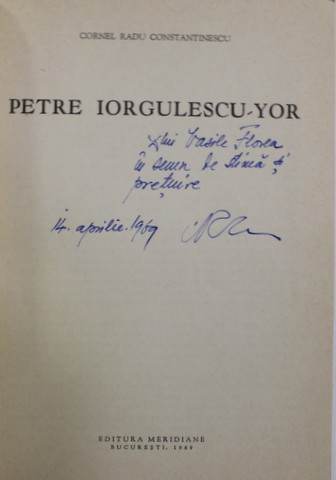 CORNEL RADU CONSTANTINESCU
PETRE IORGULESCU-YOR
Dlui Vasile Florea
în semn de stimă și
prețuire
14. aprilie. 1969
EDITURA MERIDIANE
BUCUREȘTI, 1969